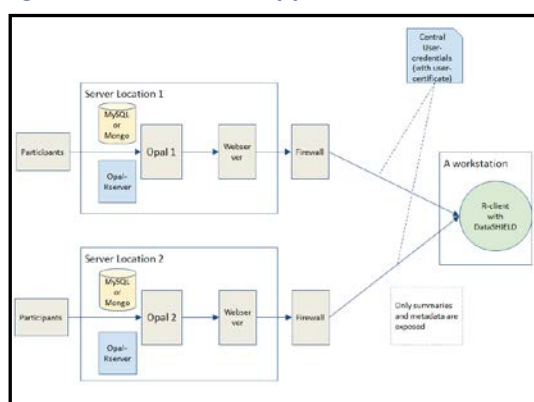 Central
User-
credentials
(with user-
certificate)
Server Location 1
MySQL
or
Mongo
Participants
Opal 1
Webser
ver
Firewall
Opal-
Rserver
A workstation
R-client
with
DataSHIELD
Server Location 2
MySQL
or
Mongo
Participants
Opal 2
Webser
ver
Firewall
Opal-
Rserver
Only summaries
and metadata are
exposed